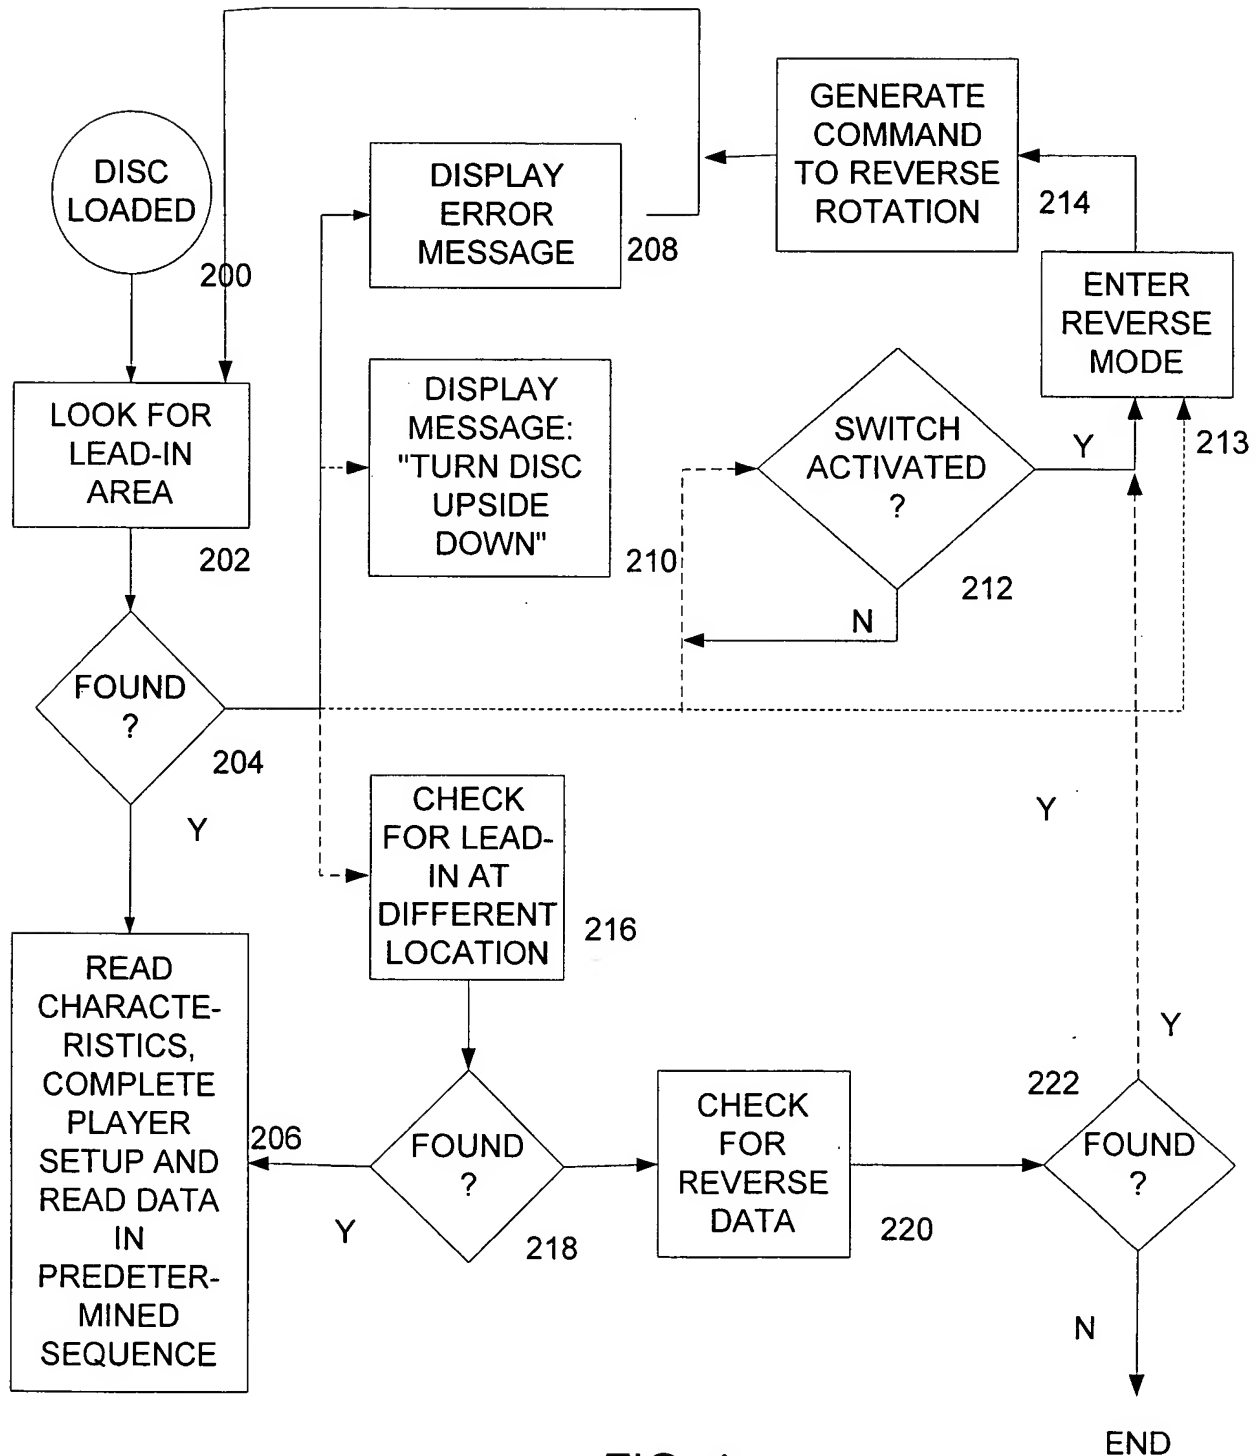 DISC
LOADED
200
LOOK FOR
LEAD-IN
AREA
202
FOUND
?
204
Y
READ
CHARACTE-
RISTICS,
COMPLETE
PLAYER
SETUP AND
READ DATA
IN
PREDETER-
MINED
SEQUENCE
206
DISPLAY
ERROR
MESSAGE
208
DISPLAY
MESSAGE:
"TURN DISC
UPSIDE
DOWN"
210
SWITCH
ACTIVATED
?
212
Y
N
ENTER
REVERSE
MODE
213
GENERATE
COMMAND
TO REVERSE
ROTATION
214
CHECK
FOR LEAD-
IN AT
DIFFERENT
LOCATION
216
FOUND
?
218
Y
CHECK
FOR
REVERSE
DATA
220
FOUND
?
222
Y
Y
N
END